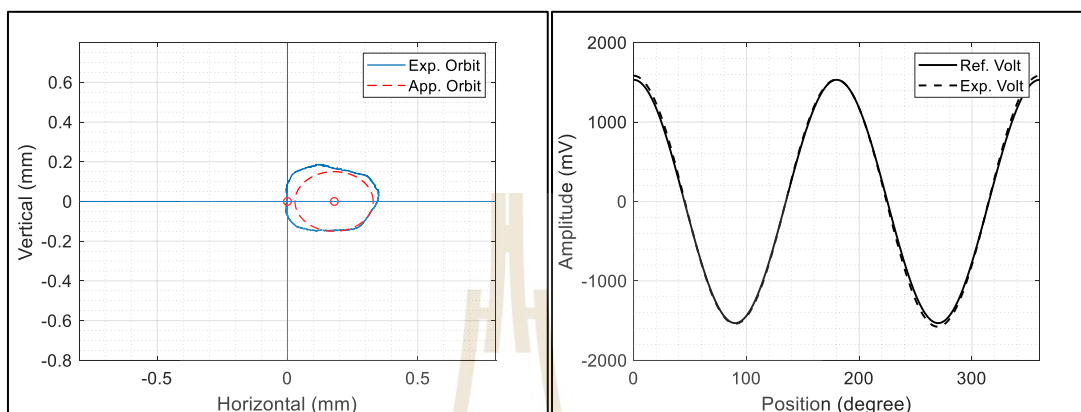 Exp. Orbit
App. Orbit
Vertical (mm)
0.6
0.4
0.2
0
-0.2
-0.4
-0.6
-0.8
-0.5
0
0.5
Horizontal (mm)
Ref. Volt
Exp. Volt
Amplitude (mV)
2000
1000
0
-1000
-2000
0
100
200
300
Position (degree)